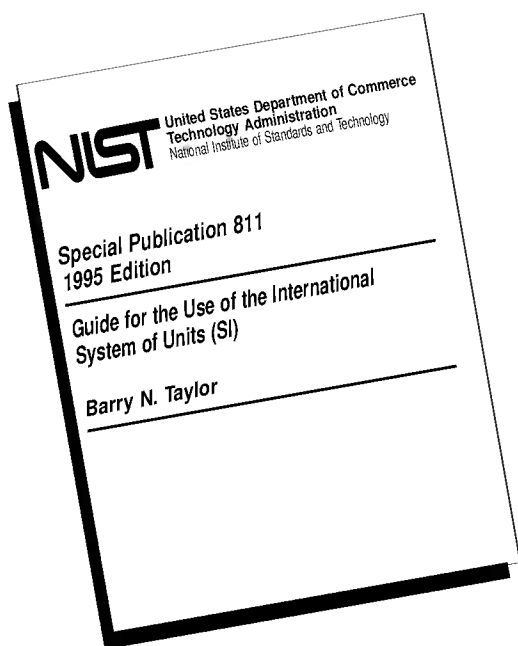 NIST
United States Department of Commerce
Technology Administration
National Institute of Standards and Technology
Special Publication 811
1995 Edition
Guide for the Use of the International
System of Units (SI)
Barry N. Taylor